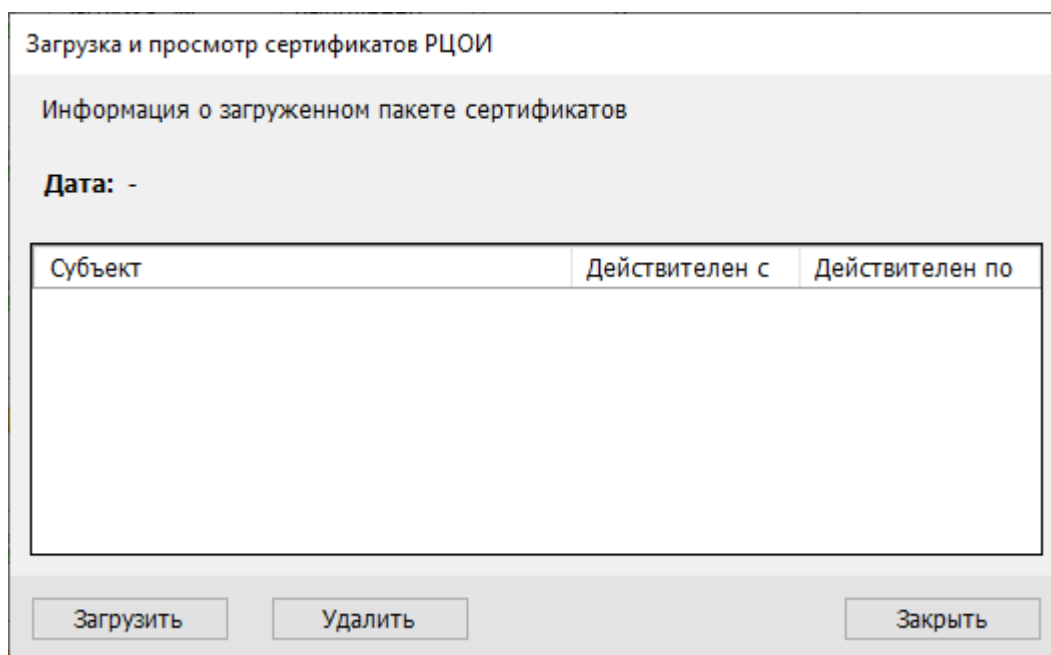 Загрузка и просмотр сертификатов РЦОИ
Информация о загруженном пакете сертификатов
Дата: -
Субъект Действителен с Действителен по
Загрузить Удалить Закрыть